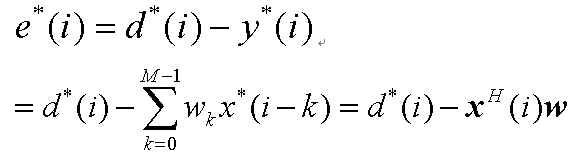 e*(i) = d*(i) − y*(i)
= d*(i) − ∑_{k=0}^{M−1} w_k x*(i−k) = d*(i) − x^H(i)w